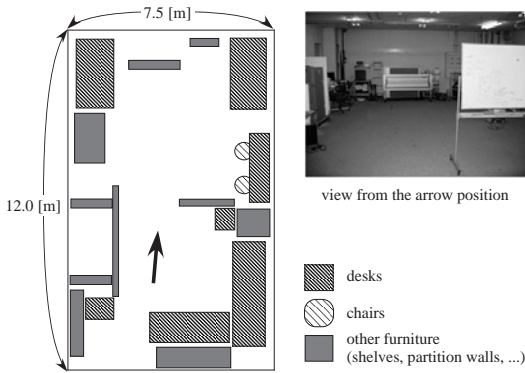 7.5 [m]
12.0 [m]
view from the arrow position
desks
chairs
other furniture
(shelves, partition walls, ...)